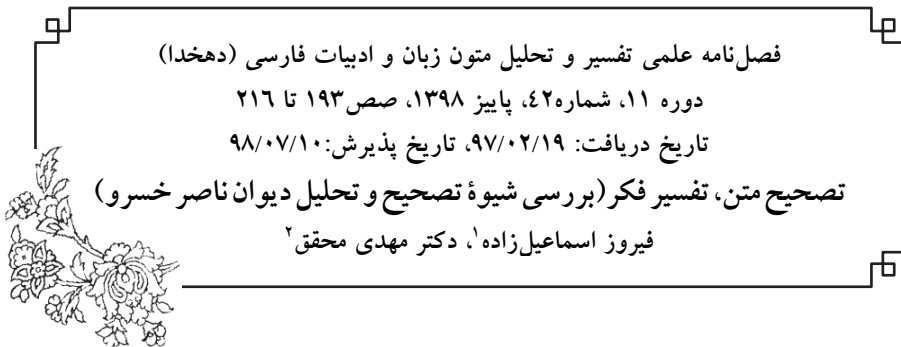 فصل‌نامه علمی تفسیر و تحلیل متون زبان و ادبیات فارسی (دهخدا)
دوره ۱۱، شماره۴۲، پاییز ۱۳۹۸، صص۱۹۳ تا ۲۱۶
تاریخ دریافت: ۹۷/۰۲/۱۹، تاریخ پذیرش:۹۸/۰۷/۱۰
تصحیح متن، تفسیر فکر(بررسی شیوۀ تصحیح و تحلیل دیوان ناصر خسرو)
فیروز اسماعیل‌زاده۱، دکتر مهدی محقق۲